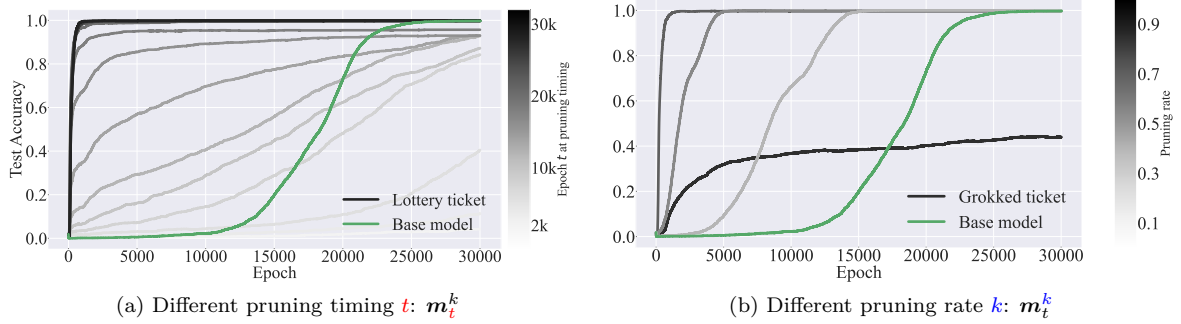 1.0
0.8
0.6
0.4
0.2
0.0
Test Accuracy
0 5000 10000 15000 20000 25000 30000
Epoch
Lottery ticket
Base model
30k
20k
10k
2k
Epoch t at pruning timing
(a) Different pruning timing t: m_t^k
1.0
0.8
0.6
0.4
0.2
0.0
0 5000 10000 15000 20000 25000 30000
Epoch
Grokked ticket
Base model
0.9
0.7
0.5
0.3
0.1
Pruning rate
(b) Different pruning rate k: m_t^k